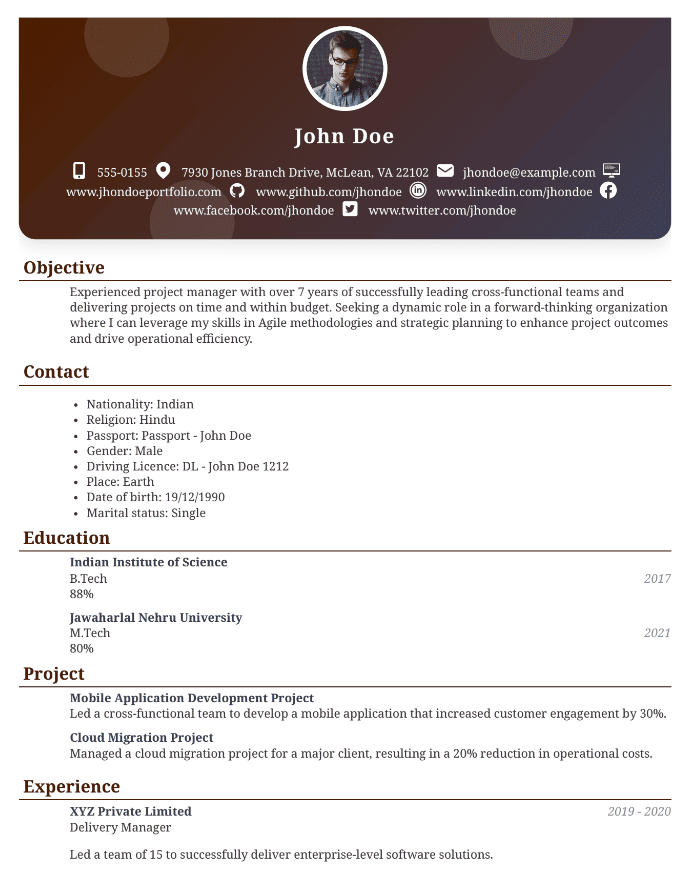 John Doe
555-0155 7930 Jones Branch Drive, McLean, VA 22102 jhondoe@example.com
www.jhondoeportfolio.com www.github.com/jhondoe www.linkedin.com/jhondoe
www.facebook.com/jhondoe www.twitter.com/jhondoe
Objective
Experienced project manager with over 7 years of successfully leading cross-functional teams and
delivering projects on time and within budget. Seeking a dynamic role in a forward-thinking organization
where I can leverage my skills in Agile methodologies and strategic planning to enhance project outcomes
and drive operational efficiency.
Contact
• Nationality: Indian
• Religion: Hindu
• Passport: Passport - John Doe
• Gender: Male
• Driving Licence: DL - John Doe 1212
• Place: Earth
• Date of birth: 19/12/1990
• Marital status: Single
Education
Indian Institute of Science
B.Tech 2017
88%
Jawaharlal Nehru University
M.Tech 2021
80%
Project
Mobile Application Development Project
Led a cross-functional team to develop a mobile application that increased customer engagement by 30%.
Cloud Migration Project
Managed a cloud migration project for a major client, resulting in a 20% reduction in operational costs.
Experience
XYZ Private Limited 2019 - 2020
Delivery Manager
Led a team of 15 to successfully deliver enterprise-level software solutions.